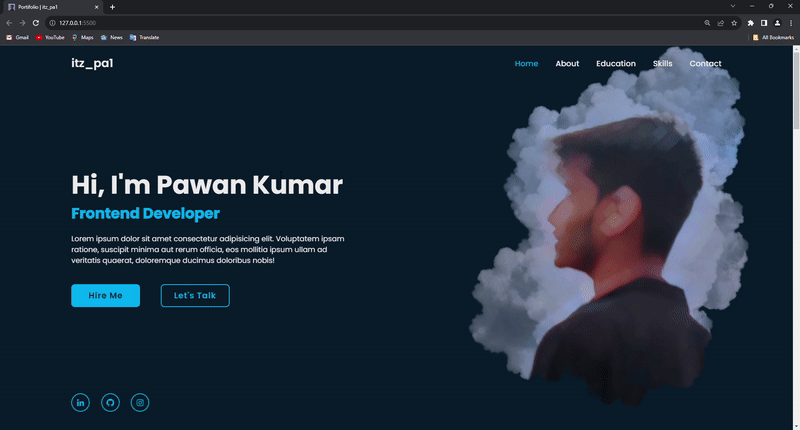 Portifolio | itz_pa1
127.0.0.1:5500
Gmail YouTube Maps News Translate All Bookmarks
itz_pa1 Home About Education Skills Contact
Hi, I'm Pawan Kumar
Frontend Developer
Lorem ipsum dolor sit amet consectetur adipisicing elit. Voluptatem ipsam
ratione, suscipit minima aut rerum officia, eos mollitia ipsum ullam ad
veritatis quaerat, doloremque ducimus doloribus nobis!
Hire Me Let's Talk
in